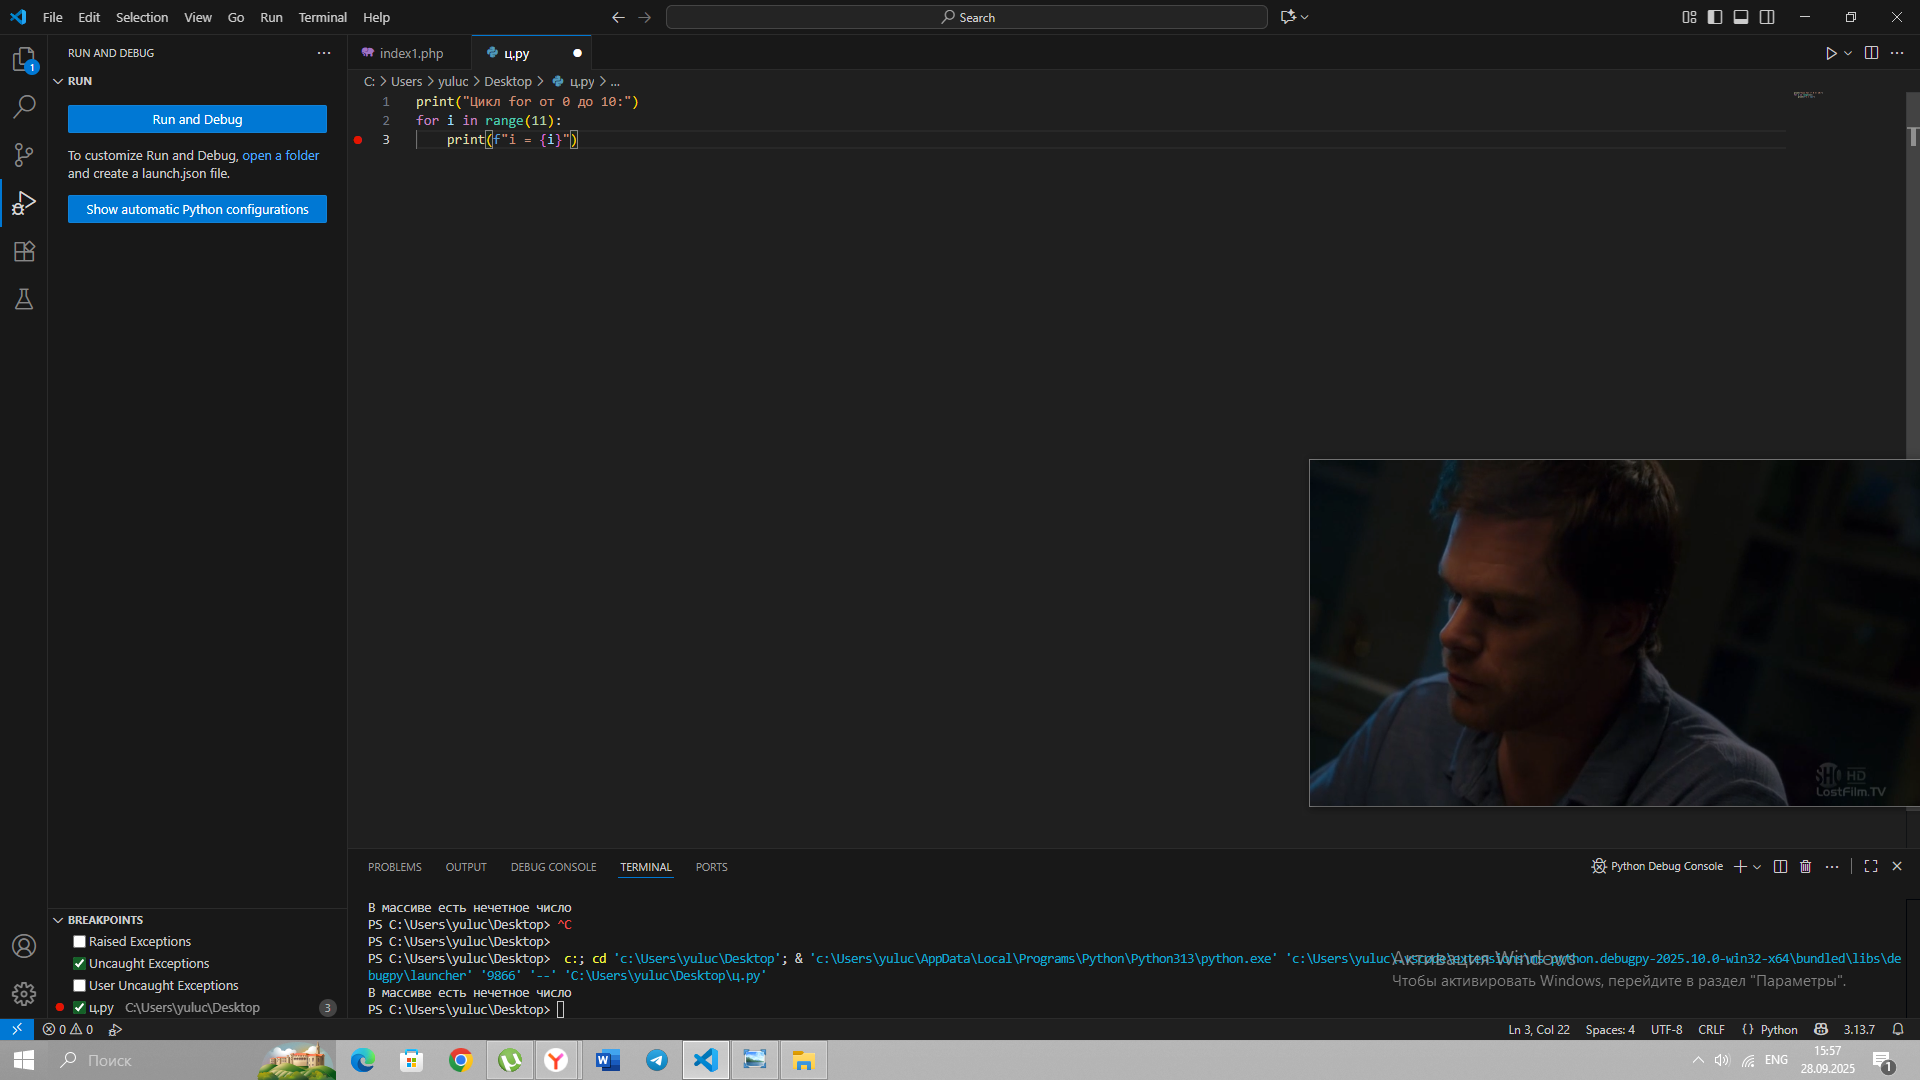 File Edit Selection View Go Run Terminal Help
Search
RUN AND DEBUG
RUN
Run and Debug
To customize Run and Debug, open a folder
and create a launch.json file.
Show automatic Python configurations
1
index1.php
ц.py
C: > Users > yuluc > Desktop > ц.py > ...
1 print("Цикл for от 0 до 10:")
2 for i in range(11):
3 print(f"i = {i}")
SHO HD
LostFilm.TV
PROBLEMS OUTPUT DEBUG CONSOLE TERMINAL PORTS
Python Debug Console
В массиве есть нечетное число
PS C:\Users\yuluc\Desktop> ^C
PS C:\Users\yuluc\Desktop>
PS C:\Users\yuluc\Desktop> c:; cd 'c:\Users\yuluc\Desktop'; & 'c:\Users\yuluc\AppData\Local\Programs\Python\Python313\python.exe' 'c:\Users\yuluc\.vscode\extensions\ms-python.debugpy-2025.10.0-win32-x64\bundled\libs\de
bugpy\launcher' '9866' '--' 'C:\Users\yuluc\Desktop\ц.py'
В массиве есть нечетное число
PS C:\Users\yuluc\Desktop>
Активация Windows
Чтобы активировать Windows, перейдите в раздел "Параметры".
BREAKPOINTS
Raised Exceptions
Uncaught Exceptions
User Uncaught Exceptions
ц.py C:\Users\yuluc\Desktop 3
0 0
Ln 3, Col 22 Spaces: 4 UTF-8 CRLF {} Python 3.13.7
Поиск
ENG
15:57
28.09.2025
1